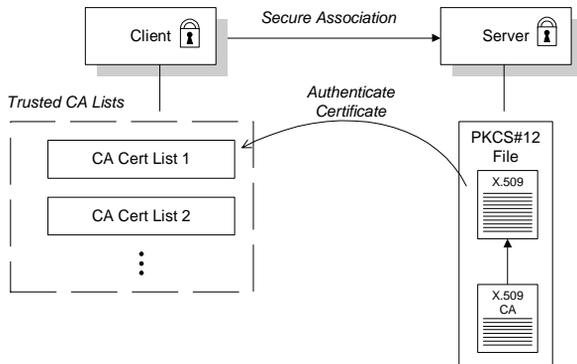 Secure Association
Client
Server
Trusted CA Lists
Authenticate
Certificate
CA Cert List 1
CA Cert List 2
PKCS#12
File
X.509
X.509
CA